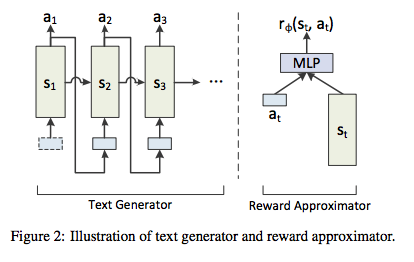 a₁ a₂ a₃ rϕ(sₜ, aₜ)
MLP
s₁ s₂ s₃ ...
aₜ
sₜ
Text Generator Reward Approximator
Figure 2: Illustration of text generator and reward approximator.